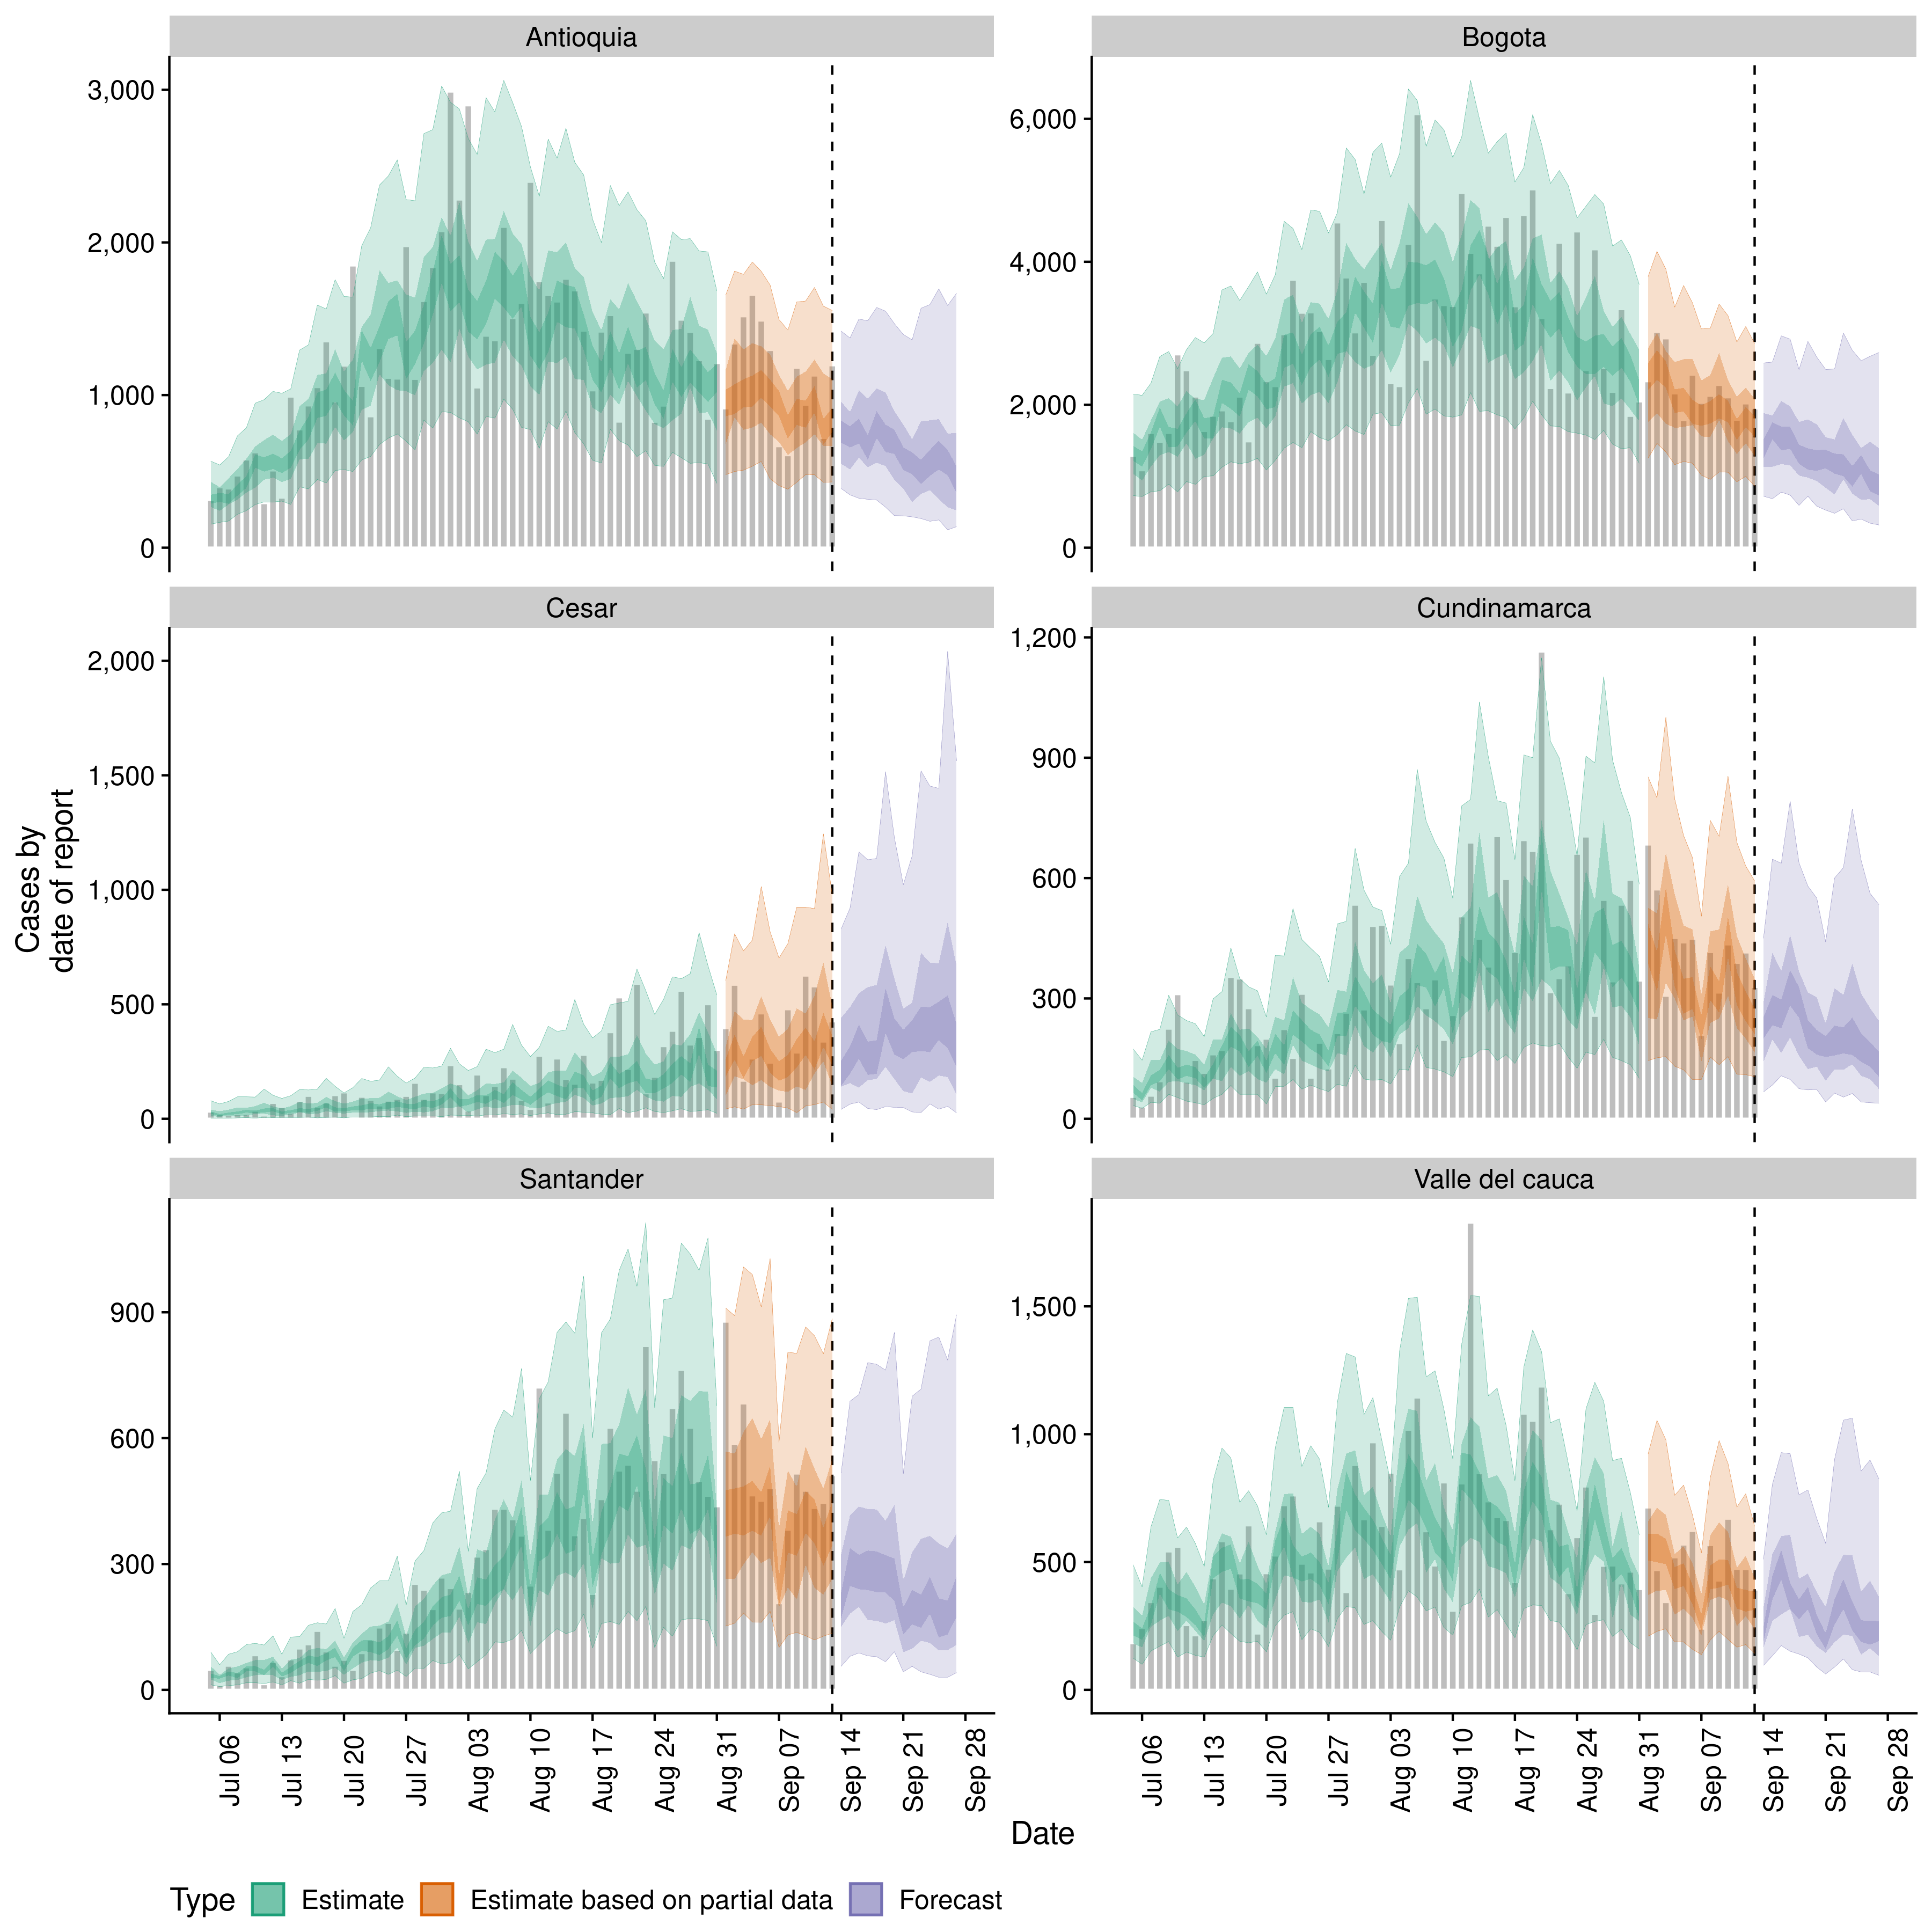 Antioquia
Bogota
3,000
2,000
1,000
0
6,000
4,000
2,000
0
Cesar
Cundinamarca
2,000
1,500
1,000
500
0
1,200
900
600
300
0
Cases by
date of report
Santander
Valle del cauca
900
600
300
0
1,500
1,000
500
0
Jul 06
Jul 13
Jul 20
Jul 27
Aug 03
Aug 10
Aug 17
Aug 24
Aug 31
Sep 07
Sep 14
Sep 21
Sep 28
Jul 06
Jul 13
Jul 20
Jul 27
Aug 03
Aug 10
Aug 17
Aug 24
Aug 31
Sep 07
Sep 14
Sep 21
Sep 28
Date
Type Estimate Estimate based on partial data Forecast